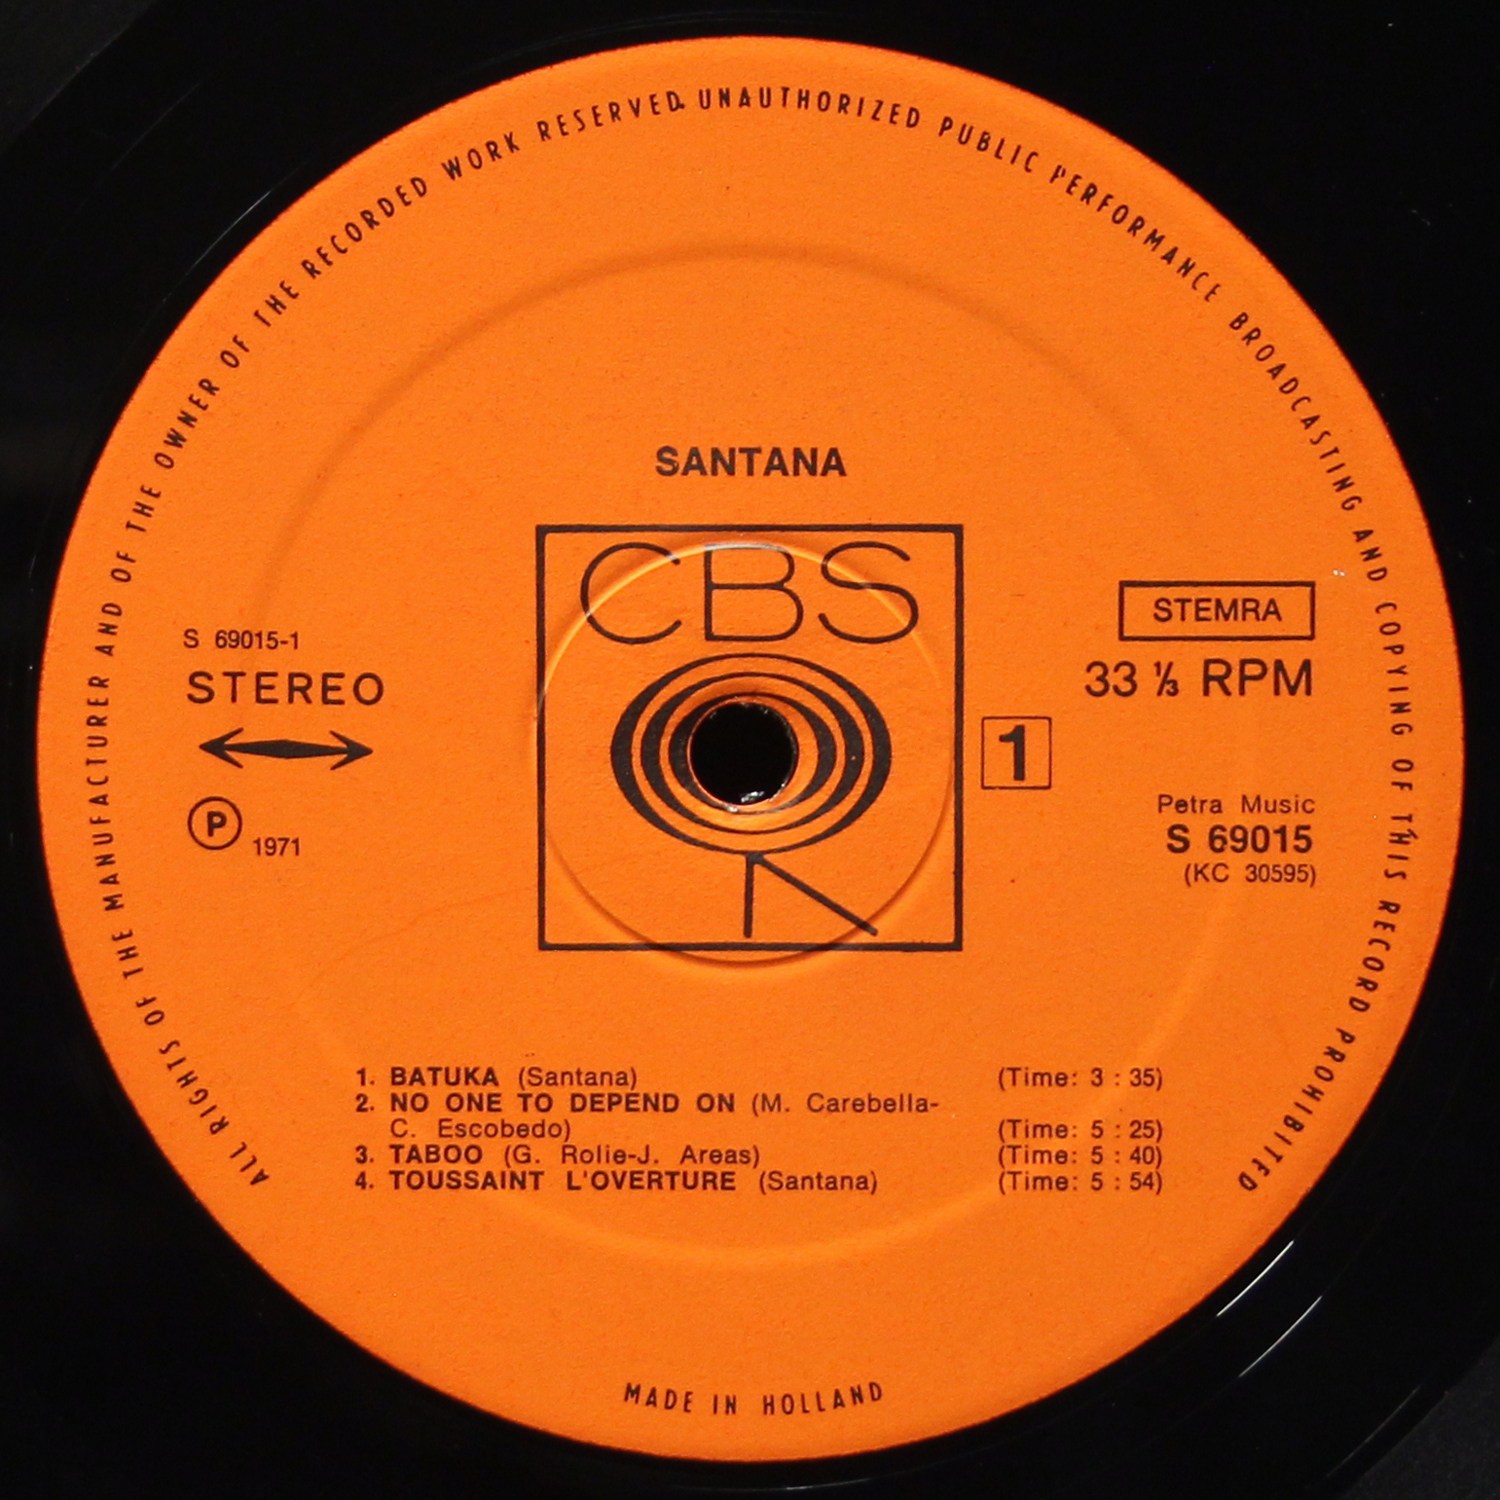 ALL RIGHTS OF THE MANUFACTURER AND OF THE OWNER OF THE RECORDED WORK RESERVED. UNAUTHORIZED PUBLIC PERFORMANCE BROADCASTING AND COPYING OF THIS RECORD PROHIBITED
SANTANA
CBS
S 69015-1
STEREO
P 1971
STEMRA
33 ⅓ RPM
1
Petra Music
S 69015
(KC 30595)
1. BATUKA (Santana) (Time: 3 : 35)
2. NO ONE TO DEPEND ON (M. Carebella-
C. Escobedo) (Time: 5 : 25)
3. TABOO (G. Rolie-J. Areas) (Time: 5 : 40)
4. TOUSSAINT L'OVERTURE (Santana) (Time: 5 : 54)
MADE IN HOLLAND